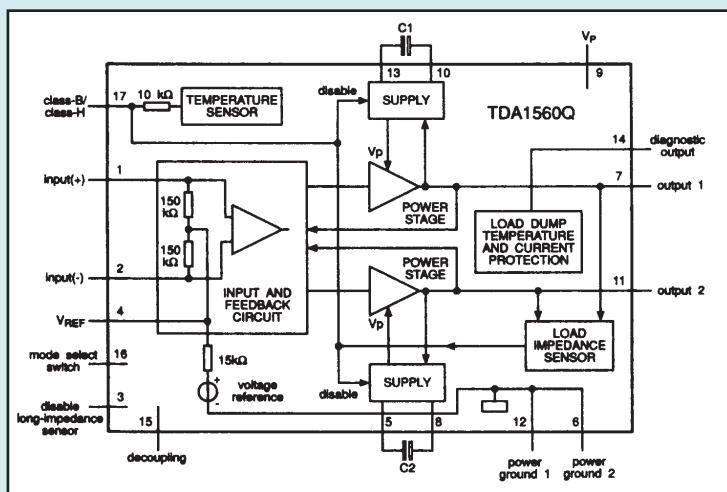 C1
VP
13
10
9
class-B/
class-H
17
10 kΩ
TEMPERATURE
SENSOR
disable
SUPPLY
TDA1560Q
14
diagnostic
output
VP
input(+)
1
7
output 1
150
kΩ
POWER
STAGE
LOAD DUMP
TEMPERATURE
AND CURRENT
PROTECTION
150
kΩ
POWER
STAGE
input(-)
2
11
output 2
INPUT AND
FEEDBACK
CIRCUIT
VP
4
VREF
LOAD
IMPEDANCE
SENSOR
mode select
switch
16
15kΩ
+
-
voltage
reference
SUPPLY
disable
3
disable
long-impedance
sensor
15
5
8
12
6
decoupling
C2
power
ground 1
power
ground 2